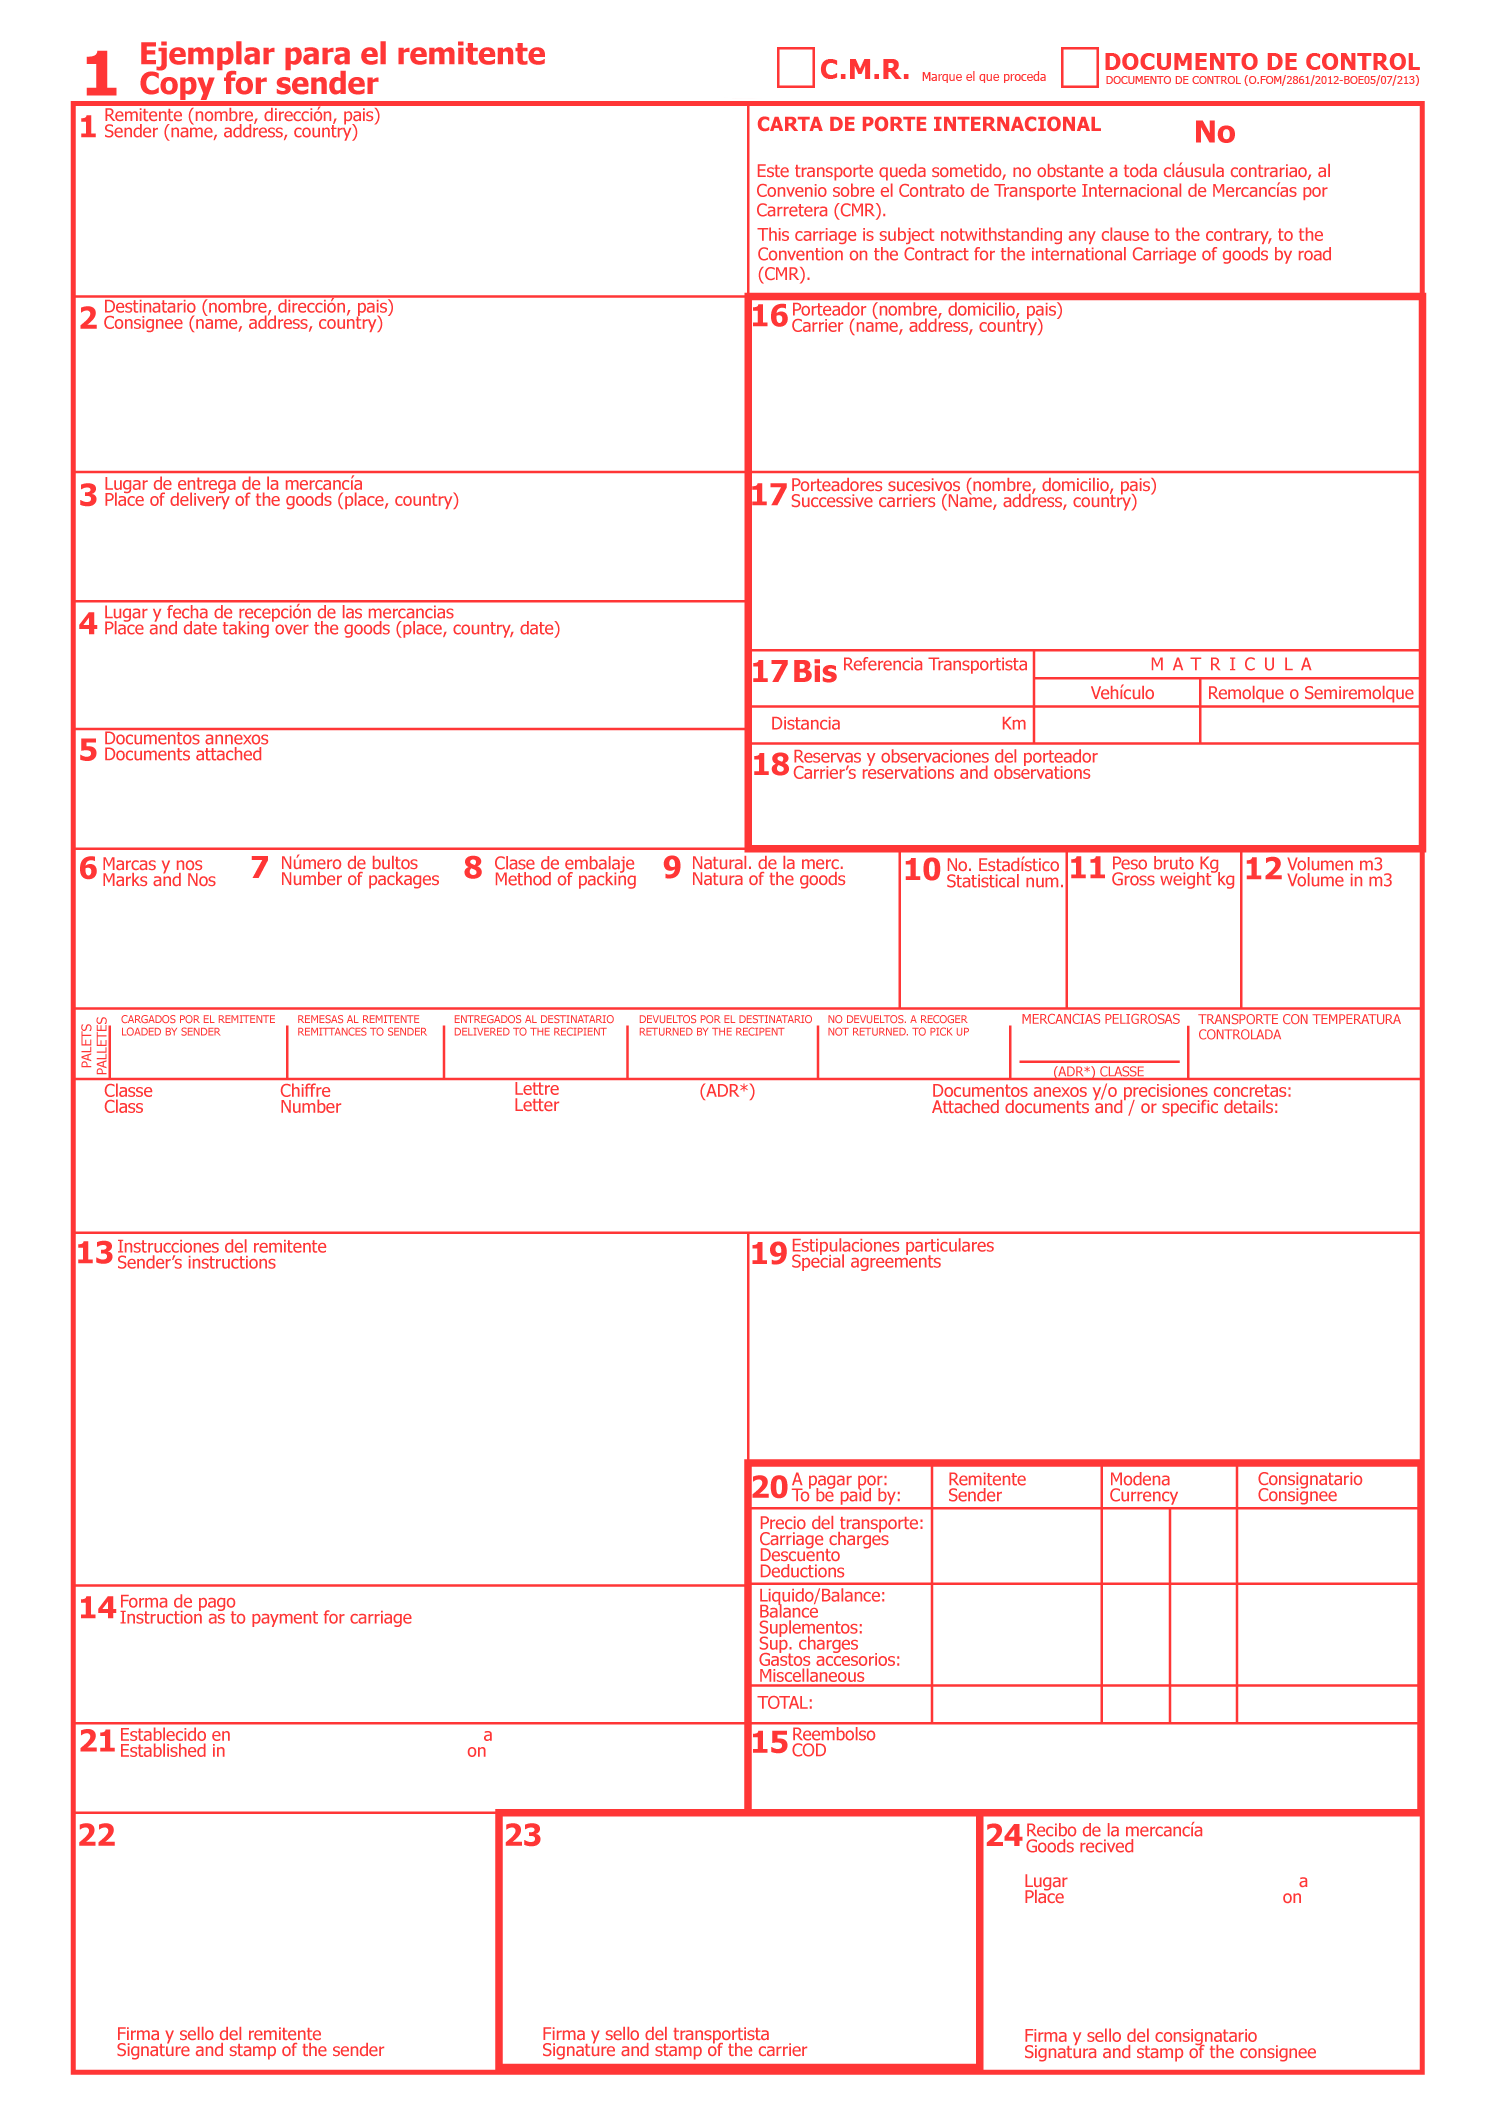 1 Ejemplar para el remitente
Copy for sender
C.M.R. Marque el que proceda
DOCUMENTO DE CONTROL
DOCUMENTO DE CONTROL (O.FOM/2861/2012-BOE05/07/213)
1 Remitente (nombre, dirección, pais)
Sender (name, address, country)
CARTA DE PORTE INTERNACIONAL No
Este transporte queda sometido, no obstante a toda cláusula contrariao, al
Convenio sobre el Contrato de Transporte Internacional de Mercancías por
Carretera (CMR).
This carriage is subject notwithstanding any clause to the contrary, to the
Convention on the Contract for the international Carriage of goods by road
(CMR).
2 Destinatario (nombre, dirección, pais)
Consignee (name, address, country)
16 Porteador (nombre, domicilio, pais)
Carrier (name, address, country)
3 Lugar de entrega de la mercancía
Place of delivery of the goods (place, country)
17 Porteadores sucesivos (nombre, domicilio, pais)
Successive carriers (Name, address, country)
4 Lugar y fecha de recepción de las mercancias
Place and date taking over the goods (place, country, date)
17 Bis Referencia Transportista
MATRICULA
Vehículo
Remolque o Semiremolque
Distancia Km
5 Documentos annexos
Documents attached
18 Reservas y observaciones del porteador
Carrier's reservations and observations
6 Marcas y nos
Marks and Nos
7 Número de bultos
Number of packages
8 Clase de embalaje
Method of packing
9 Natural. de la merc.
Natura of the goods
10 No. Estadístico
Statistical num.
11 Peso bruto Kg
Gross weight kg
12 Volumen m3
Volume in m3
PALETS
PALLETES
CARGADOS POR EL REMITENTE
LOADED BY SENDER
REMESAS AL REMITENTE
REMITTANCES TO SENDER
ENTREGADOS AL DESTINATARIO
DELIVERED TO THE RECIPIENT
DEVUELTOS POR EL DESTINATARIO
RETURNED BY THE RECIPENT
NO DEVUELTOS. A RECOGER
NOT RETURNED. TO PICK UP
MERCANCIAS PELIGROSAS
(ADR*) CLASSE
TRANSPORTE CON TEMPERATURA
CONTROLADA
Classe
Class
Chiffre
Number
Lettre
Letter
(ADR*)
Documentos anexos y/o precisiones concretas:
Attached documents and / or specific details:
13 Instrucciones del remitente
Sender's instructions
19 Estipulaciones particulares
Special agreements
20 A pagar por:
To be paid by:
Remitente
Sender
Modena
Currency
Consignatario
Consignee
Precio del transporte:
Carriage charges
Descuento
Deductions
Liquido/Balance:
Balance
Suplementos:
Sup. charges
Gastos accesorios:
Miscellaneous
TOTAL:
14 Forma de pago
Instruction as to payment for carriage
21 Establecido en a
Established in on
15 Reembolso
COD
22
Firma y sello del remitente
Signature and stamp of the sender
23
Firma y sello del transportista
Signature and stamp of the carrier
24 Recibo de la mercancía
Goods recived
Lugar a
Place on
Firma y sello del consignatario
Signatura and stamp of the consignee